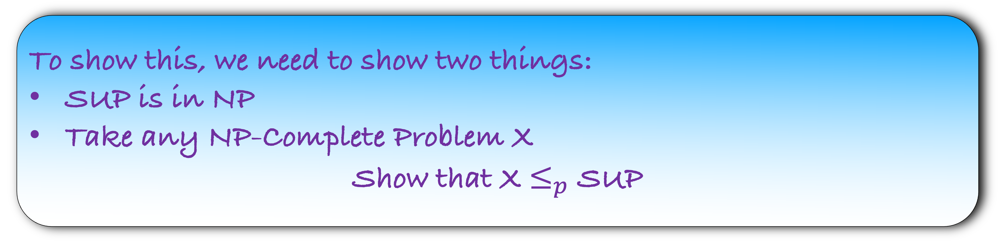 To show this, we need to show two things:
• SUP is in NP
• Take any NP-Complete Problem X
Show that X ≤ₚ SUP